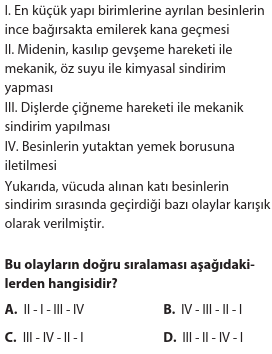 I. En küçük yapı birimlerine ayrılan besinlerin
ince bağırsakta emilerek kana geçmesi
II. Midenin, kasılıp gevşeme hareketi ile
mekanik, öz suyu ile kimyasal sindirim
yapması
III. Dişlerde çiğneme hareketi ile mekanik
sindirim yapılması
IV. Besinlerin yutaktan yemek borusuna
iletilmesi
Yukarıda, vücuda alınan katı besinlerin
sindirim sırasında geçirdiği bazı olaylar karışık
olarak verilmiştir.
Bu olayların doğru sıralaması aşağıdaki-
lerden hangisidir?
A. II - I - III - IV B. IV - III - II - I
C. III - IV - II - I D. III - II - IV - I